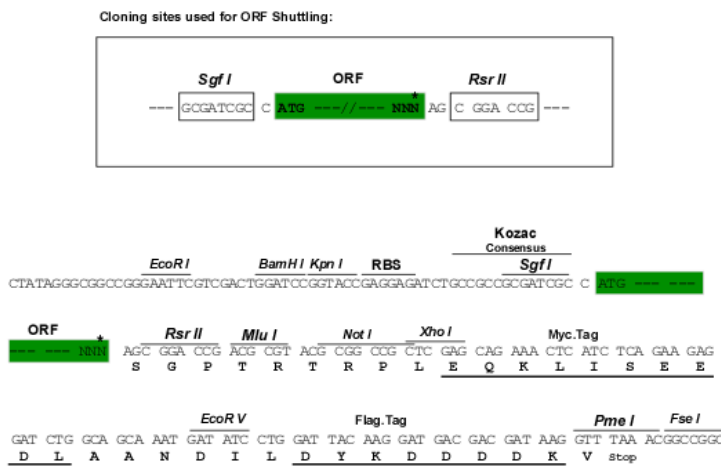 Cloning sites used for ORF Shuttling:
Sgf I ORF Rsr II
--- GCGATCGC C ATG ---//--- NNN* AG C GGA CCG ---
Kozac
Consensus
EcoR I BamH I Kpn I RBS Sgf I
CTATAGGGCGGCCGGGAATTCGTCGACTGGATCCGGTACCGAGGAGATCTGCCGCCGCGATCGC C ATG --- ---
ORF Rsr II Mlu I Not I Xho I Myc.Tag
--- --- NNN* AGC GGA CCG ACG CGT ACG CGG CCG CTC GAG CAG AAA CTC ATC TCA GAA GAG
S G P T R T R P L E Q K L I S E E
EcoR V Flag.Tag Pme I Fse I
GAT CTG GCA GCA AAT GAT ATC CTG GAT TAC AAG GAT GAC GAC GAT AAG GTT TAA ACGGCCGGC
D L A A N D I L D Y K D D D D K V Stop